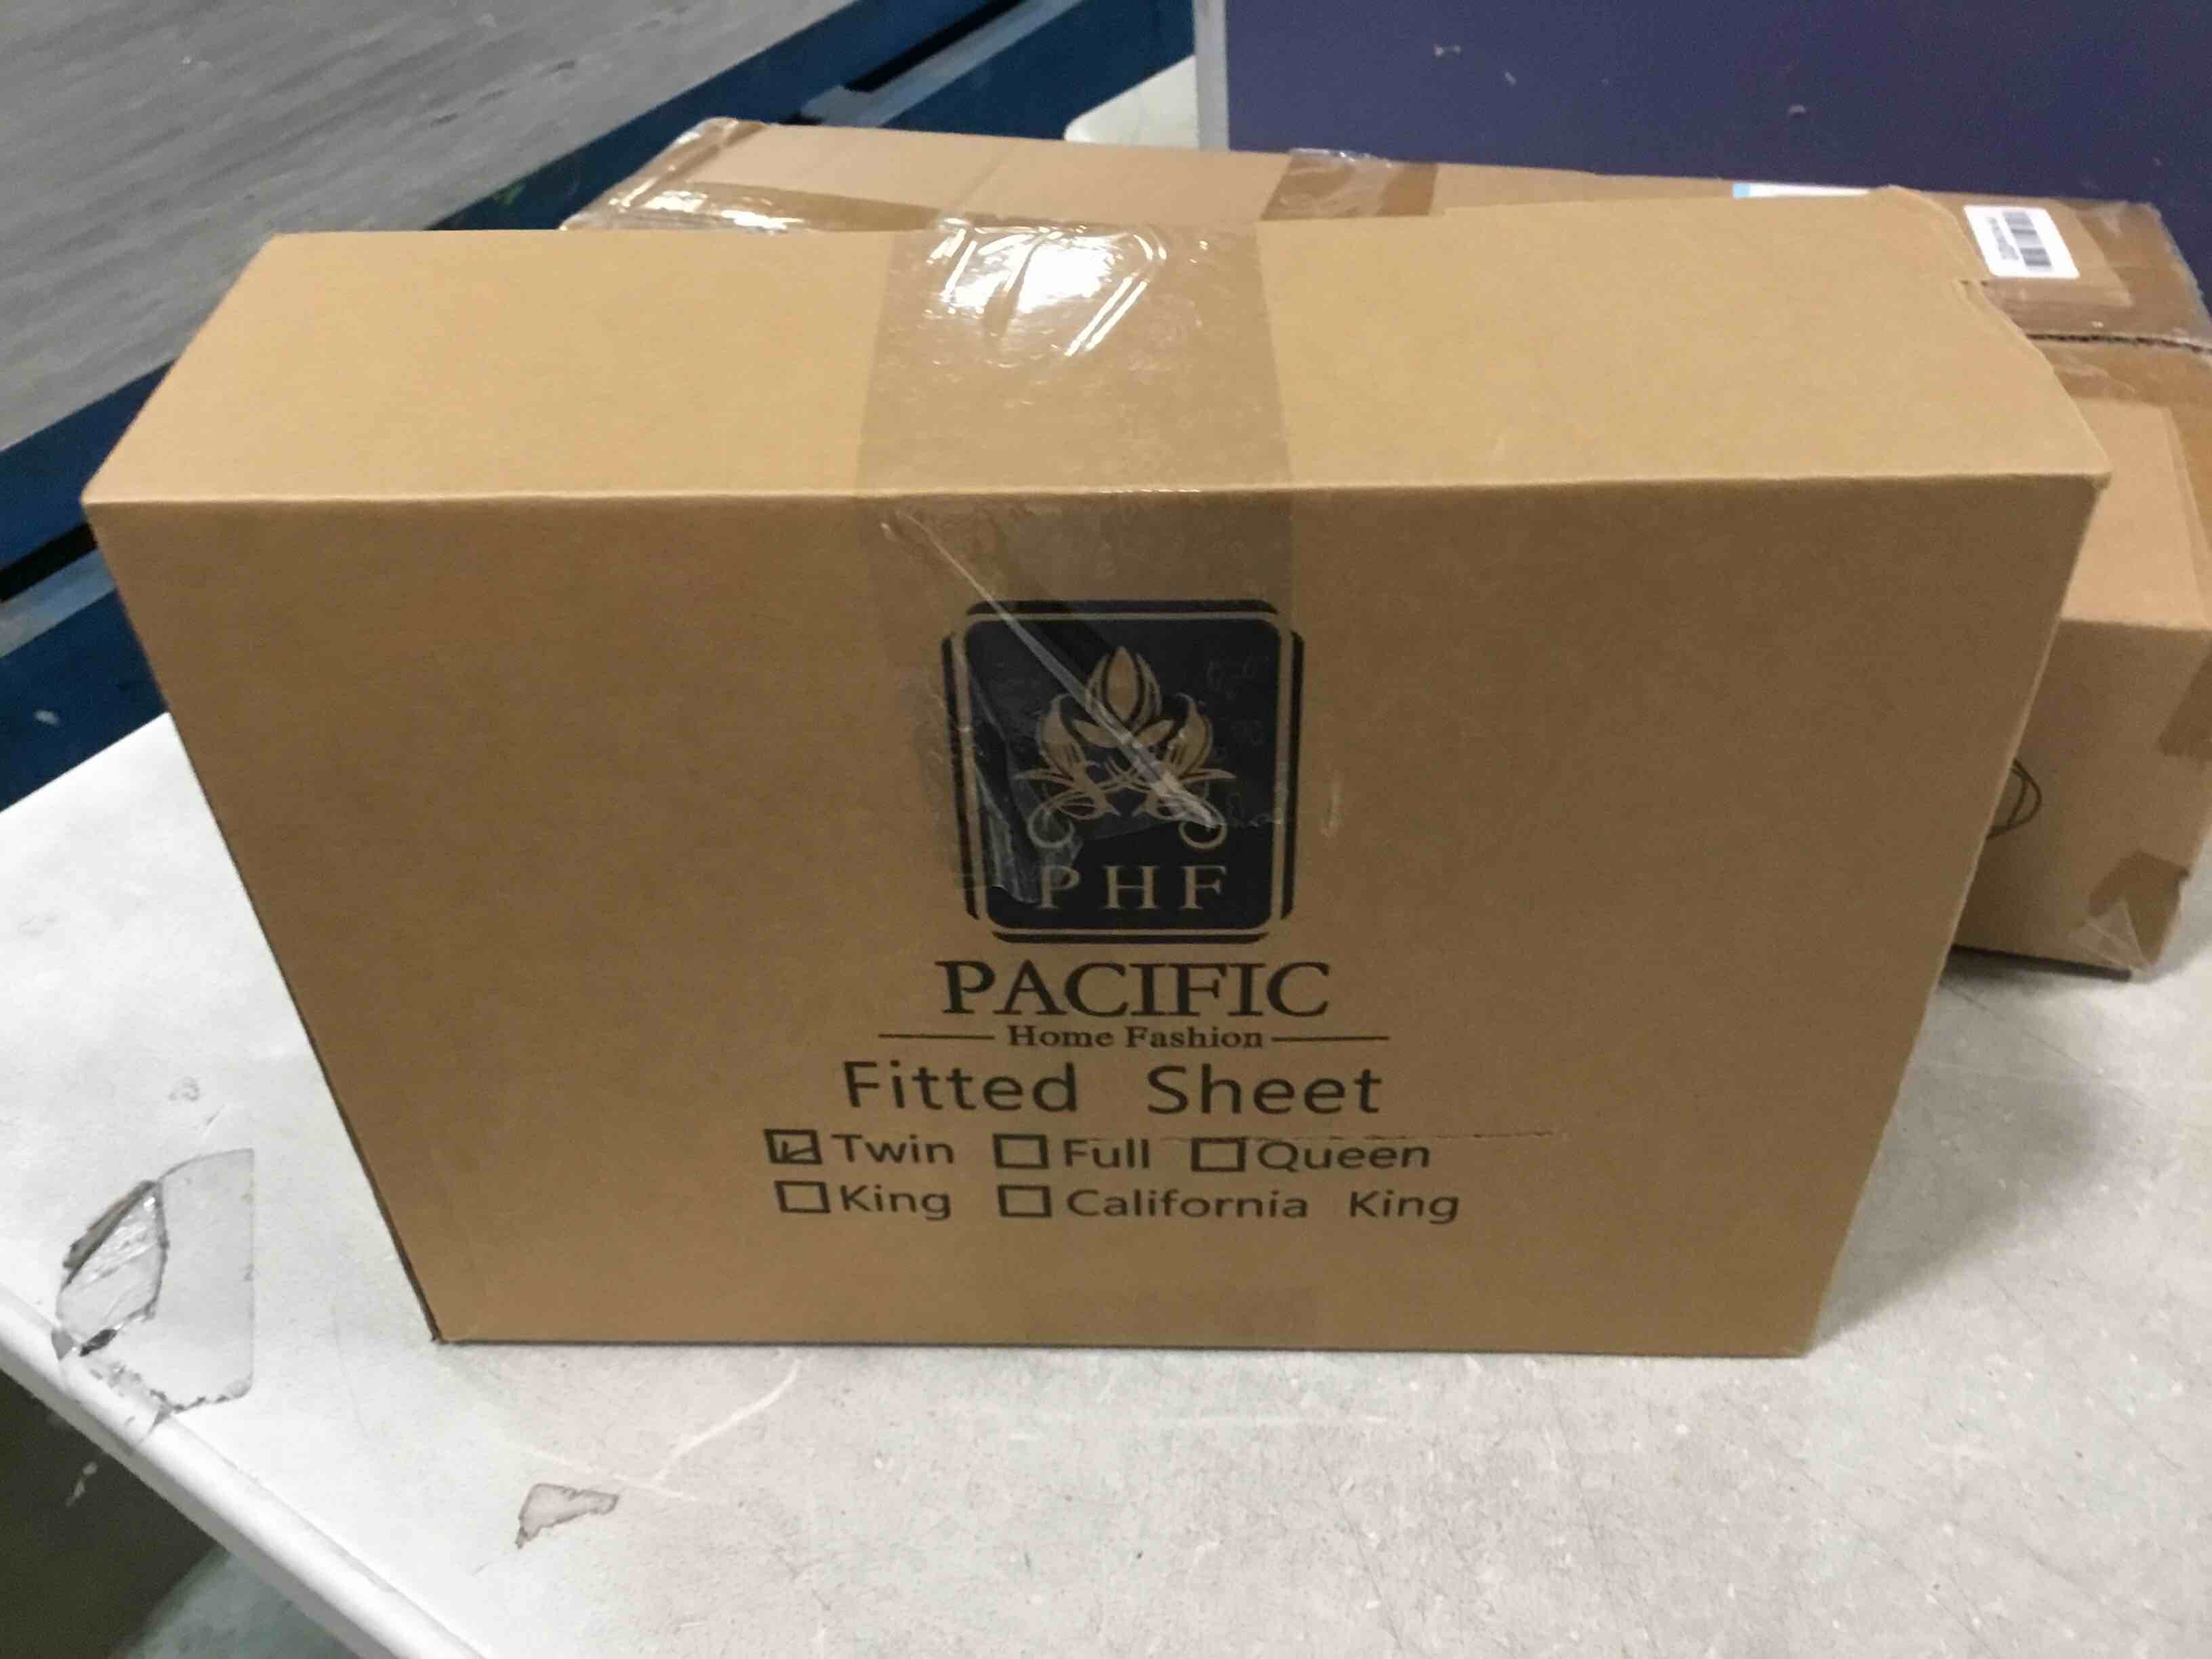 PHF
PACIFIC
Home Fashion
Fitted Sheet
☑Twin ☐Full ☐Queen
☐King ☐California King